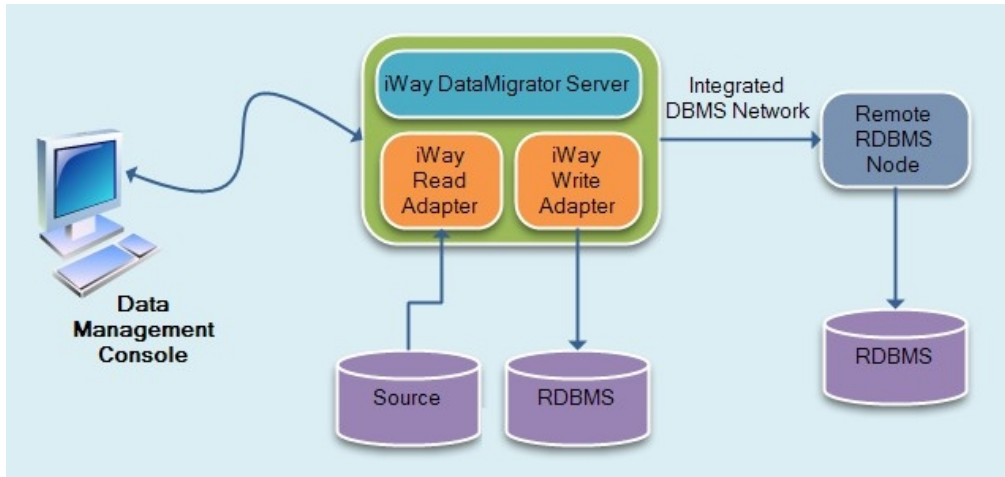 iWay DataMigrator Server
Integrated
DBMS Network
Remote
RDBMS
Node
iWay
Read
Adapter
iWay
Write
Adapter
Data
Management
Console
Source
RDBMS
RDBMS